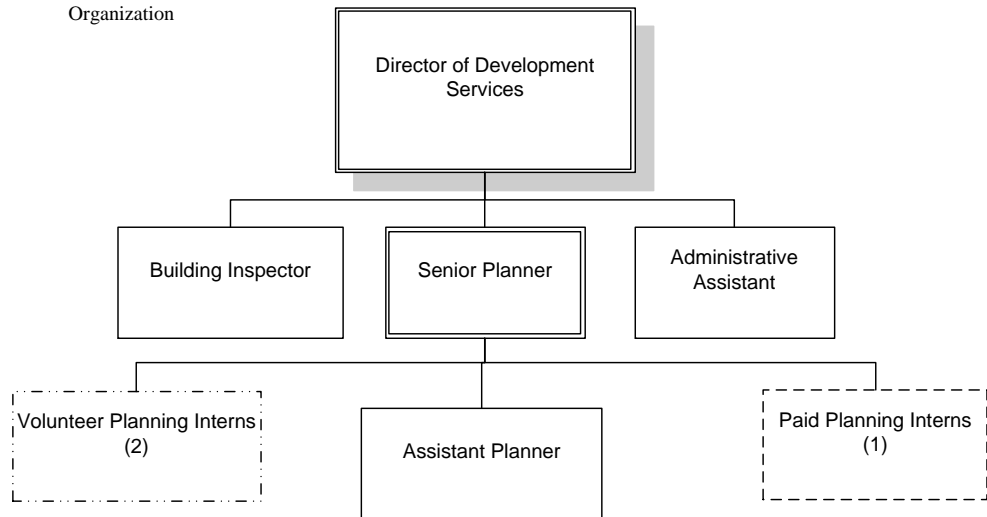 Organization
Director of Development
Services
Building Inspector
Senior Planner
Administrative
Assistant
Volunteer Planning Interns
(2)
Assistant Planner
Paid Planning Interns
(1)